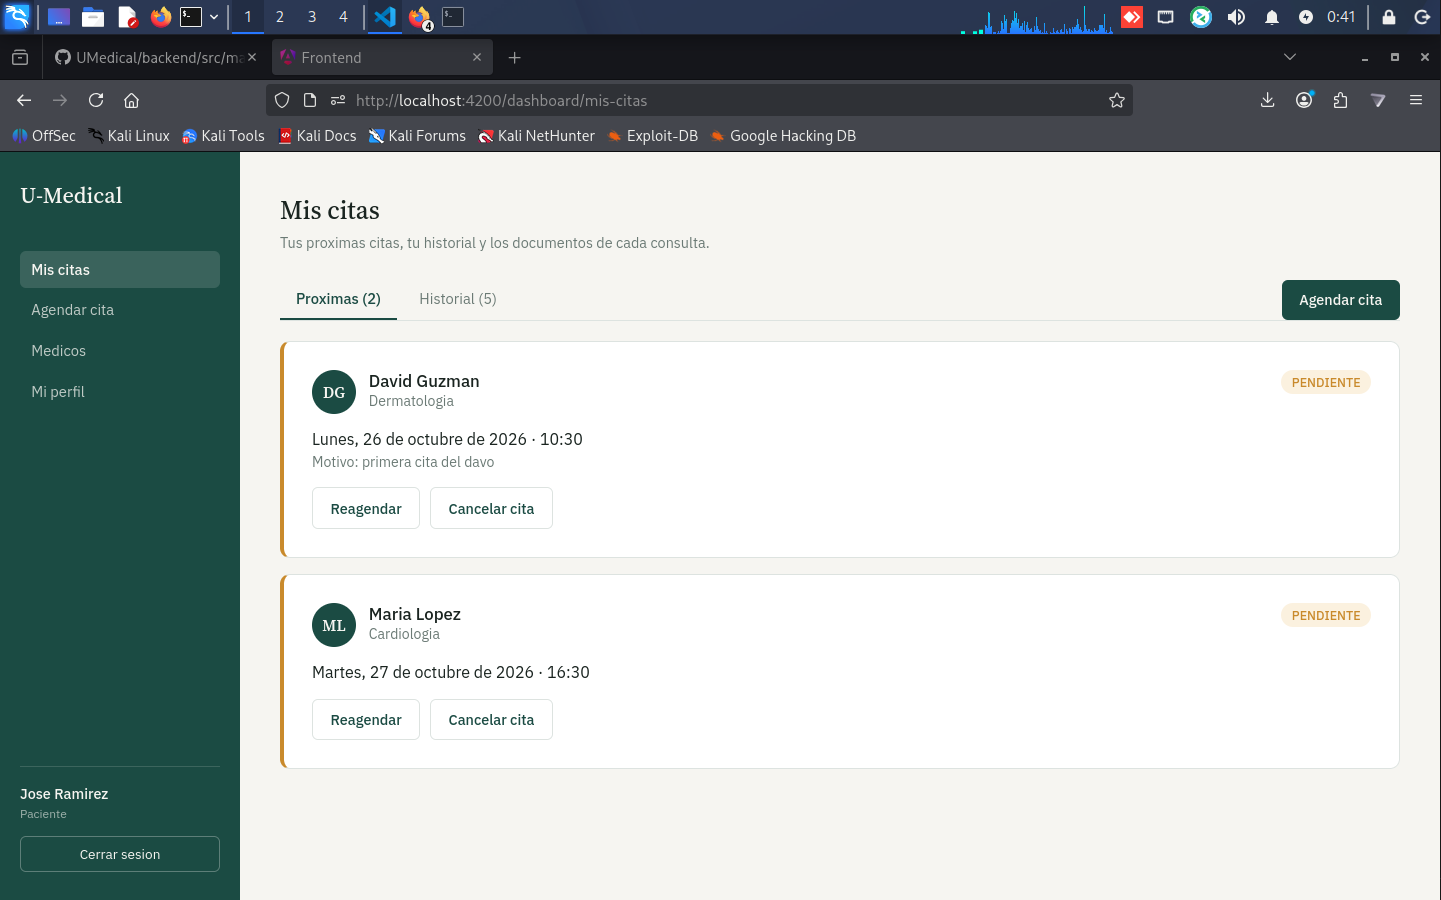 1 2 3 4
4
0:41
UMedical/backend/src/ma
Frontend
http://localhost:4200/dashboard/mis-citas
OffSec Kali Linux Kali Tools Kali Docs Kali Forums Kali NetHunter Exploit-DB Google Hacking DB
U-Medical
Mis citas
Agendar cita
Medicos
Mi perfil
Jose Ramirez
Paciente
Cerrar sesion
Mis citas
Tus proximas citas, tu historial y los documentos de cada consulta.
Proximas (2) Historial (5) Agendar cita
DG
David Guzman
Dermatologia
PENDIENTE
Lunes, 26 de octubre de 2026 · 10:30
Motivo: primera cita del davo
Reagendar Cancelar cita
ML
Maria Lopez
Cardiologia
PENDIENTE
Martes, 27 de octubre de 2026 · 16:30
Reagendar Cancelar cita